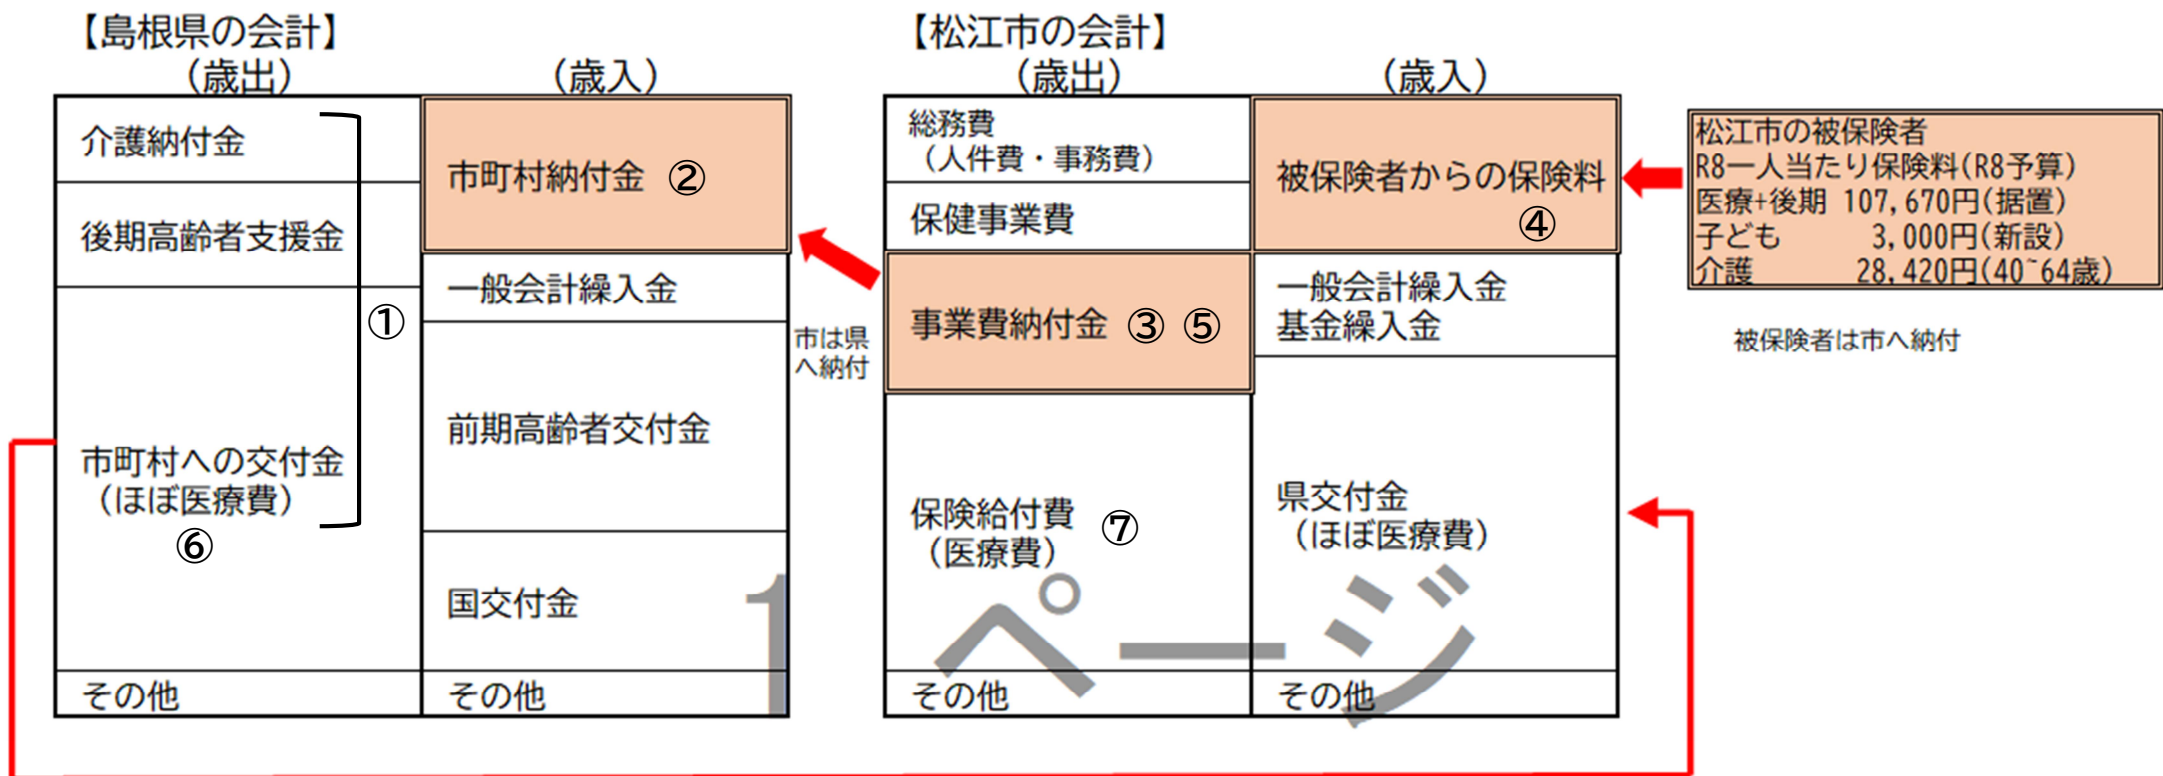 【島根県の会計】
（歳出）
（歳入）
介護納付金
後期高齢者支援金
①
市町村への交付金
（ほぼ医療費）
⑥
その他
市町村納付金 ②
一般会計繰入金
前期高齢者交付金
国交付金
その他
市は県
へ納付
【松江市の会計】
（歳出）
（歳入）
総務費
（人件費・事務費）
保健事業費
事業費納付金 ③ ⑤
保険給付費
（医療費）
⑦
その他
被保険者からの保険料
④
一般会計繰入金
基金繰入金
県交付金
（ほぼ医療費）
その他
松江市の被保険者
R8一人当たり保険料(R8予算)
医療+後期 107,670円(据置)
子ども 3,000円(新設)
介護 28,420円(40~64歳)
被保険者は市へ納付
1 ページ